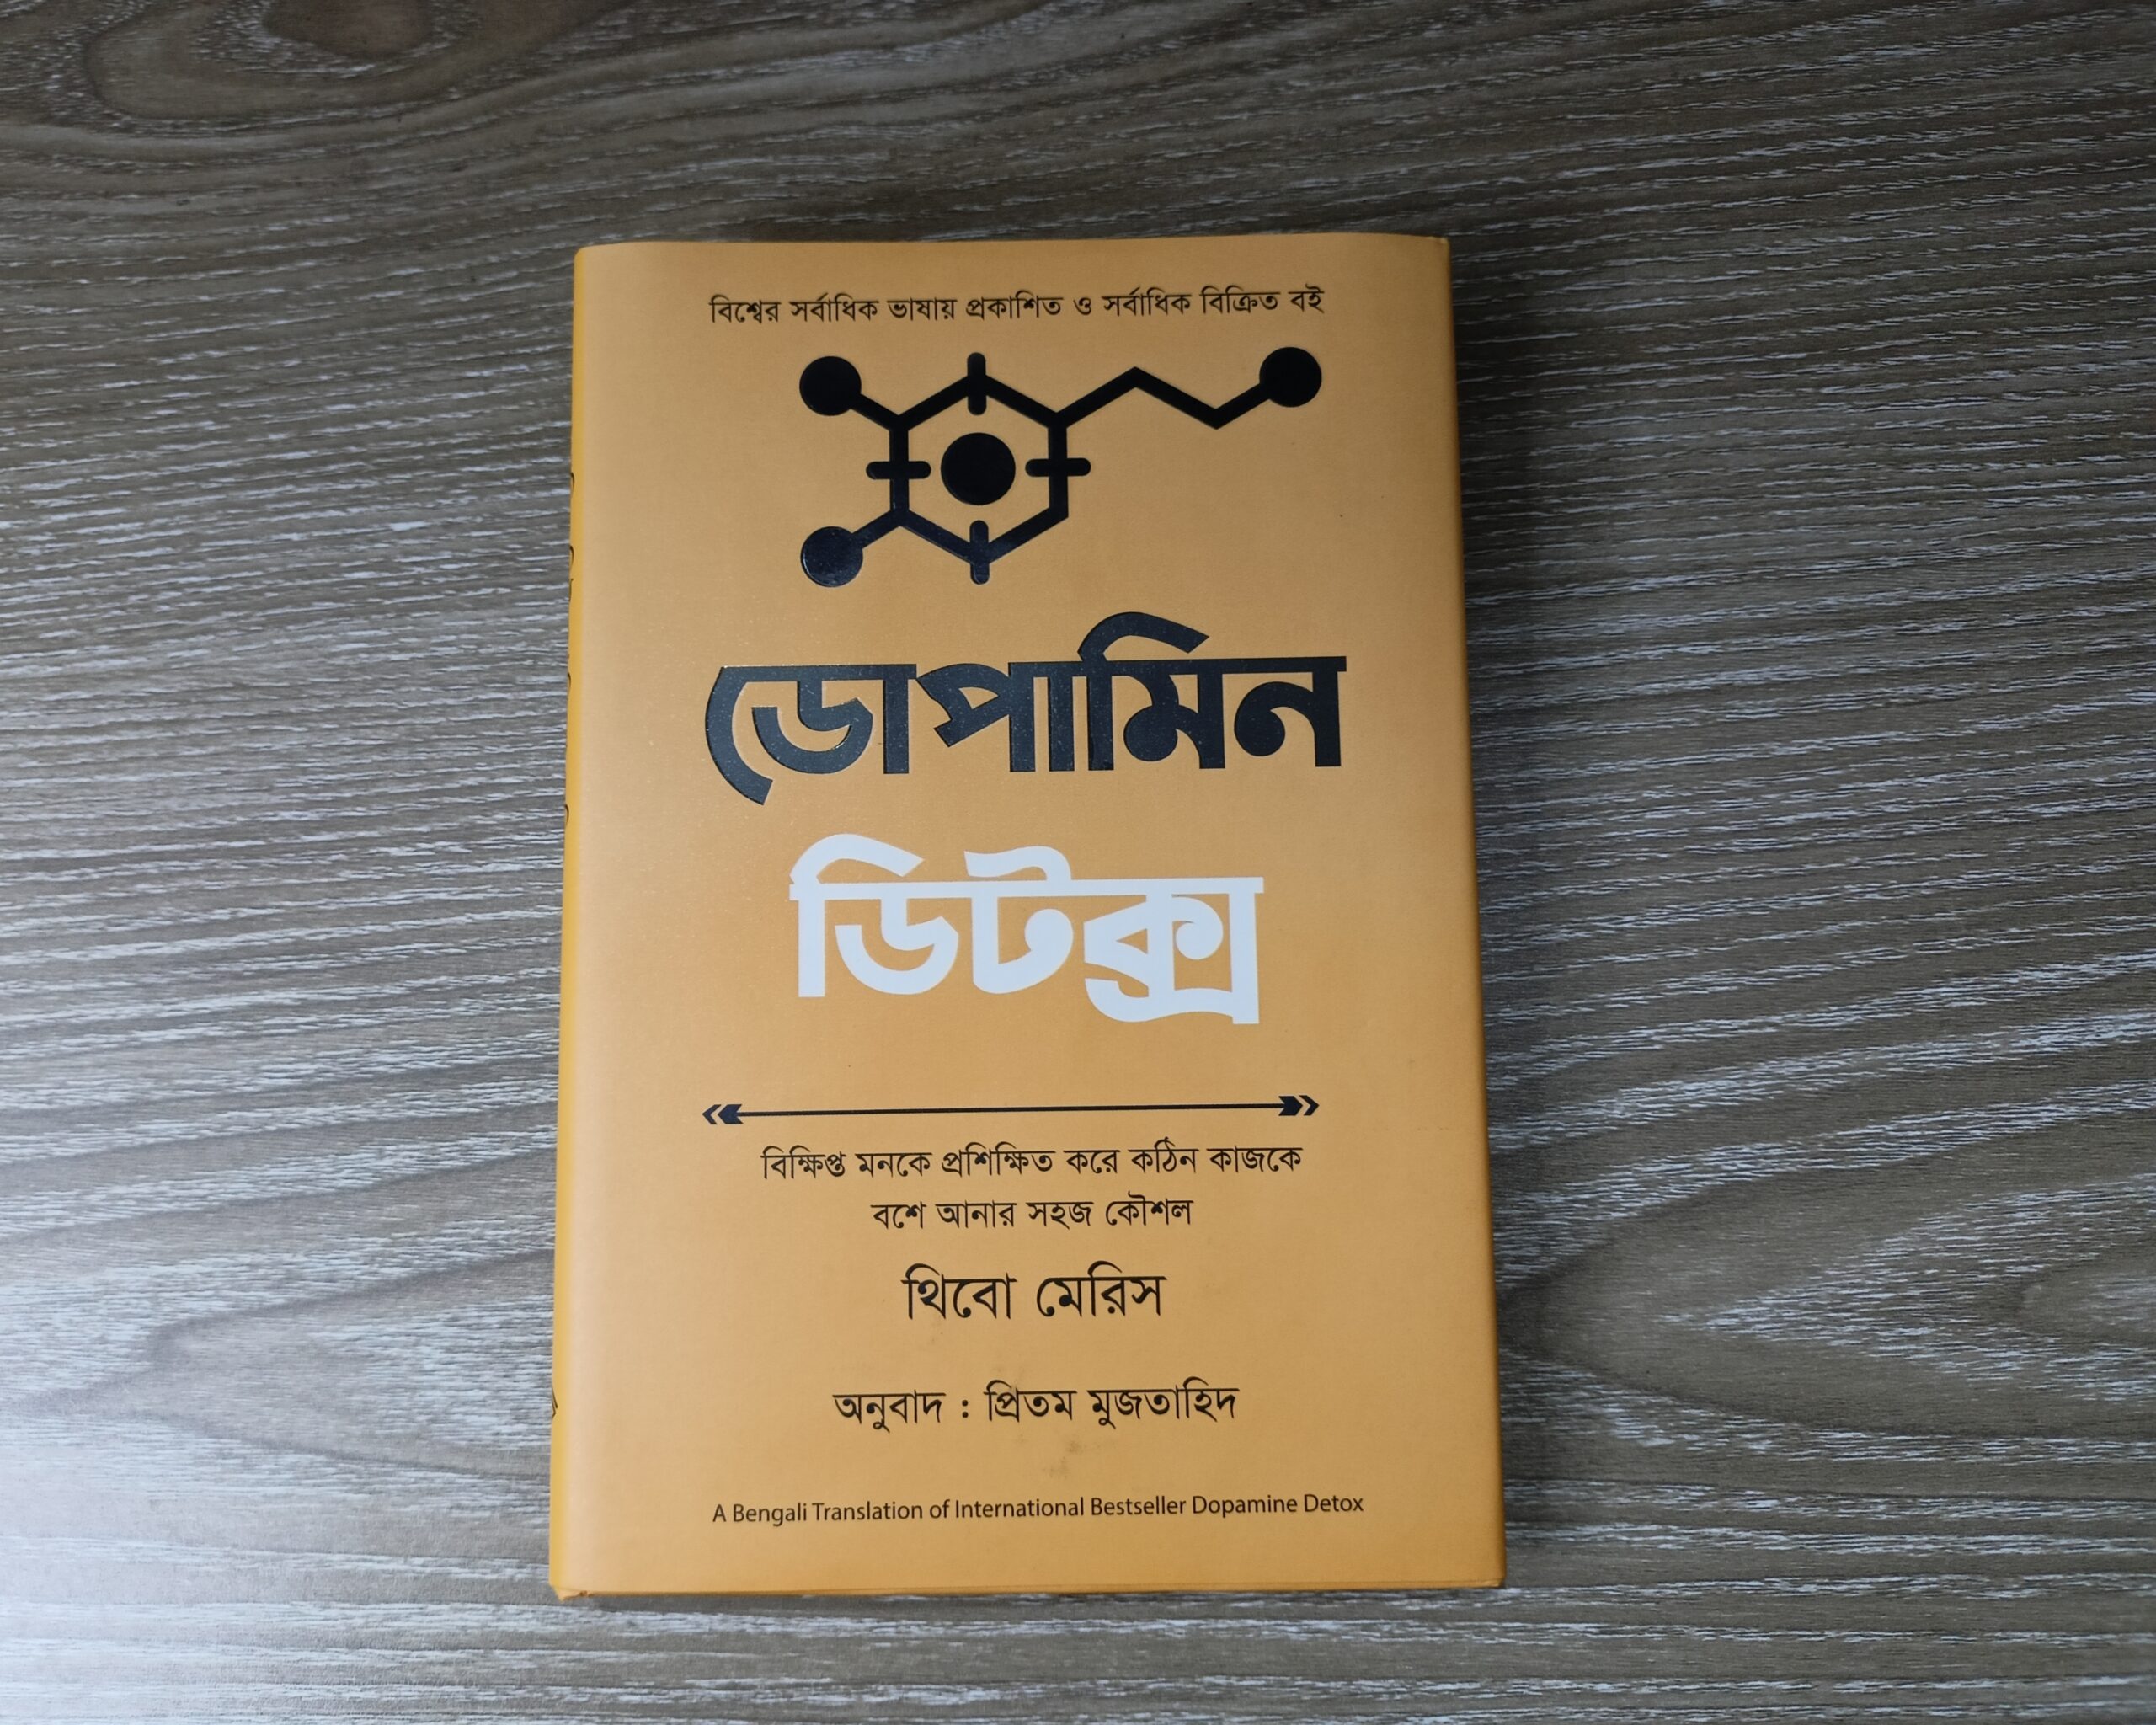 বিশ্বের সর্বাধিক ভাষায় প্রকাশিত ও সর্বাধিক বিক্রিত বই
ডোপামিন
ডিটক্স
বিক্ষিপ্ত মনকে প্রশিক্ষিত করে কঠিন কাজকে
বশে আনার সহজ কৌশল
থিবো মেরিস
অনুবাদ : প্রিতম মুজতাহিদ
A Bengali Translation of International Bestseller Dopamine Detox